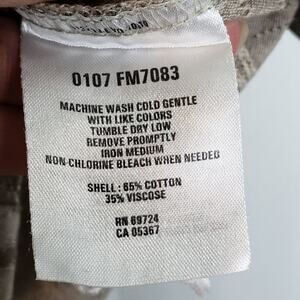 0107 FM7083
MACHINE WASH COLD GENTLE
WITH LIKE COLORS
TUMBLE DRY LOW
REMOVE PROMPTLY
IRON MEDIUM
NON-CHLORINE BLEACH WHEN NEEDED
SHELL : 65% COTTON
35% VISCOSE
RN 69724
CA 05367